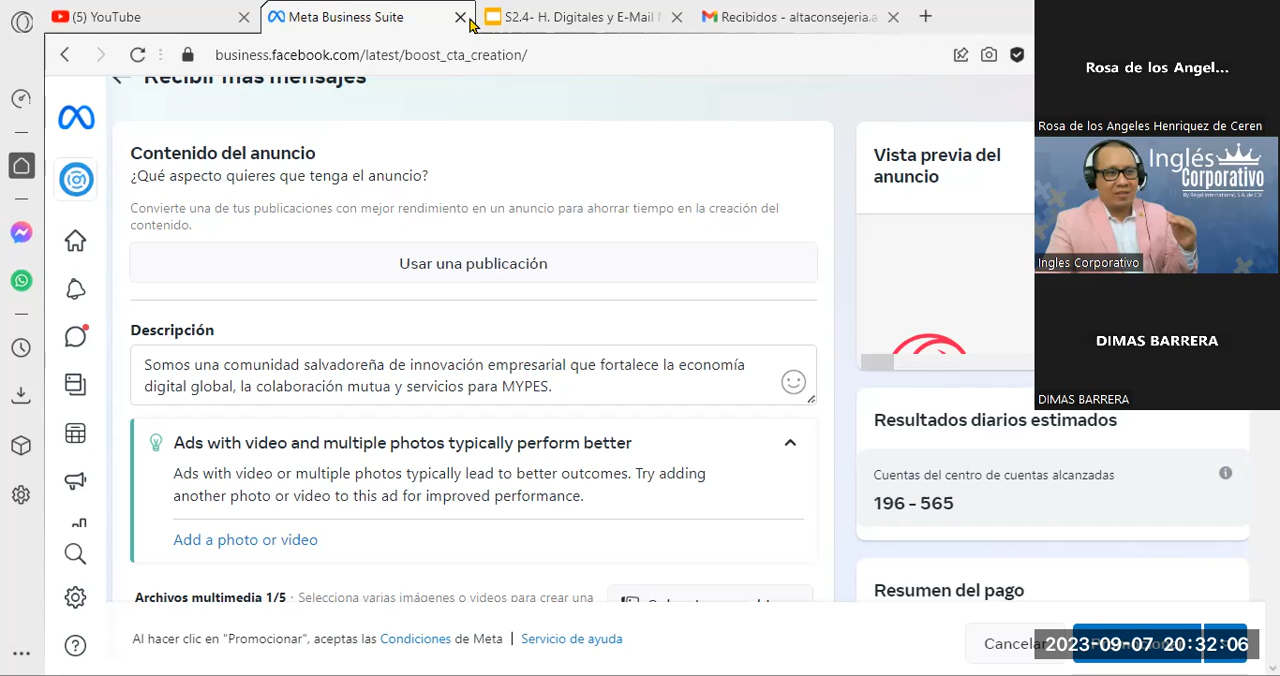 (5) YouTube
Meta Business Suite
S2.4- H. Digitales y E-Mail
Recibidos - altaconsejeria.a
business.facebook.com/latest/boost_cta_creation/
Recibir más mensajes
Contenido del anuncio
¿Qué aspecto quieres que tenga el anuncio?
Convierte una de tus publicaciones con mejor rendimiento en un anuncio para ahorrar tiempo en la creación del
contenido.
Usar una publicación
Descripción
Somos una comunidad salvadoreña de innovación empresarial que fortalece la economía
digital global, la colaboración mutua y servicios para MYPES.
Ads with video and multiple photos typically perform better
Ads with video or multiple photos typically lead to better outcomes. Try adding
another photo or video to this ad for improved performance.
Add a photo or video
Archivos multimedia 1/5 · Selecciona varias imágenes o videos para crear una
Al hacer clic en "Promocionar", aceptas las Condiciones de Meta | Servicio de ayuda
Vista previa del
anuncio
Resultados diarios estimados
Cuentas del centro de cuentas alcanzadas
196 - 565
Resumen del pago
Cancelar
2023-09-07 20:32:06
Rosa de los Angel...
Rosa de los Angeles Henriquez de Ceren
Inglés
Corporativo
By Regal International, S.A. de C.V.
Ingles Corporativo
DIMAS BARRERA
DIMAS BARRERA